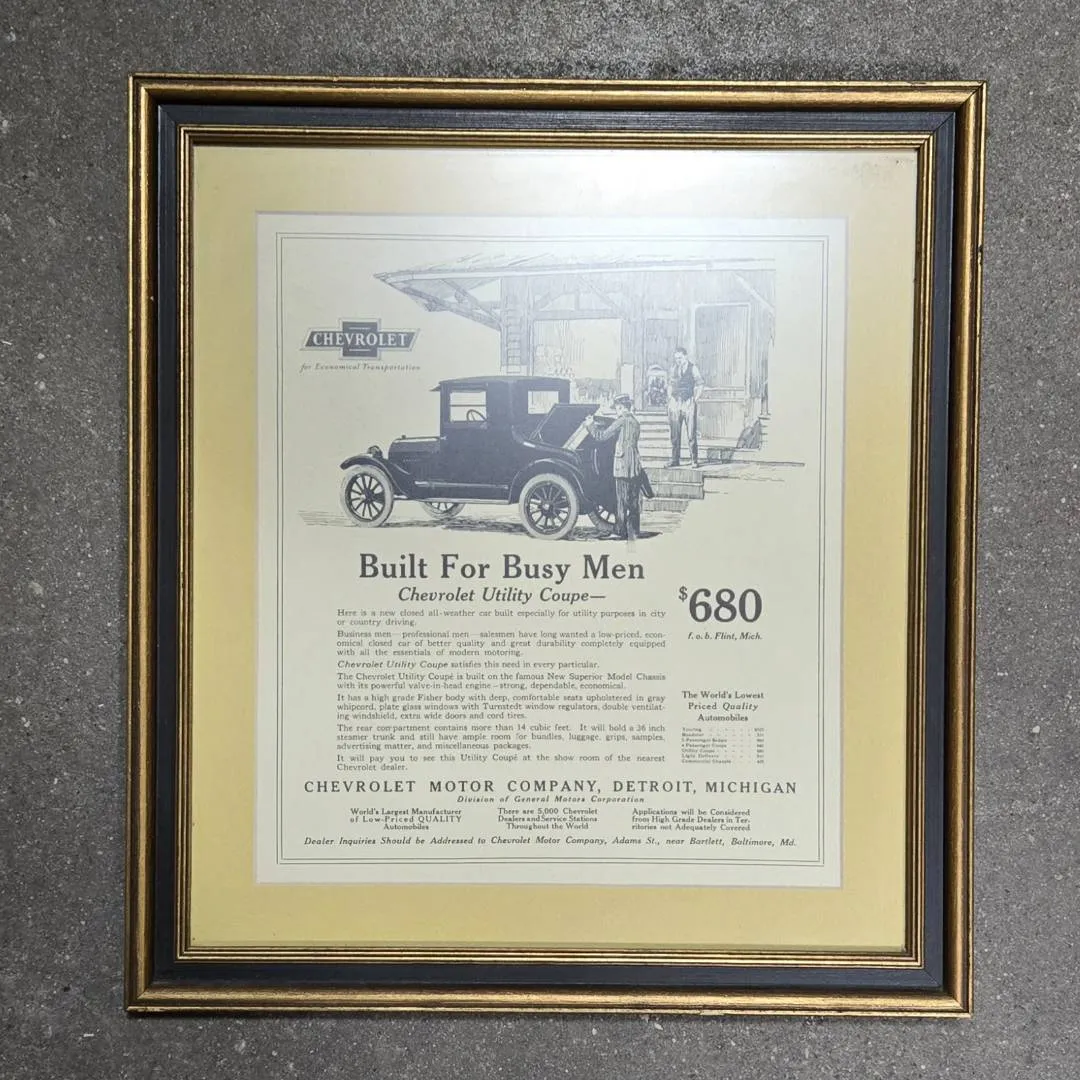 CHEVROLET
for Economical Transportation
Built For Busy Men
Chevrolet Utility Coupe—
$680
f. o. b. Flint, Mich.
Here is a new closed all-weather car built especially for utility purposes in city
or country driving.
Business men—professional men—salesmen have long wanted a low-priced, econ-
omical closed car of better quality and great durability completely equipped
with all the essentials of modern motoring.
Chevrolet Utility Coupe satisfies this need in every particular.
The Chevrolet Utility Coupé is built on the famous New Superior Model Chassis
with its powerful valve-in-head engine—strong, dependable, economical.
It has a high grade Fisher body with deep, comfortable seats upholstered in gray
whipcord, plate glass windows with Turnstedt window regulators, double ventilat-
ing windshield, extra wide doors and cord tires.
The rear compartment contains more than 14 cubic feet. It will hold a 36 inch
steamer trunk and still have ample room for bundles, luggage, grips, samples,
advertising matter, and miscellaneous packages.
It will pay you to see this Utility Coupé at the show room of the nearest
Chevrolet dealer.
The World's Lowest
Priced Quality
Automobiles
Touring
Roadster
Utility Coupe
Light Delivery
Commercial Chassis
CHEVROLET MOTOR COMPANY, DETROIT, MICHIGAN
Division of General Motors Corporation
World's Largest Manufacturer
of Low-Priced QUALITY
Automobiles
There are 5,000 Chevrolet
Dealers and Service Stations
Throughout the World
Applications will be Considered
from High Grade Dealers in Ter-
ritories not Adequately Covered
Dealer Inquiries Should be Addressed to Chevrolet Motor Company, Adams St., near Bartlett, Baltimore, Md.